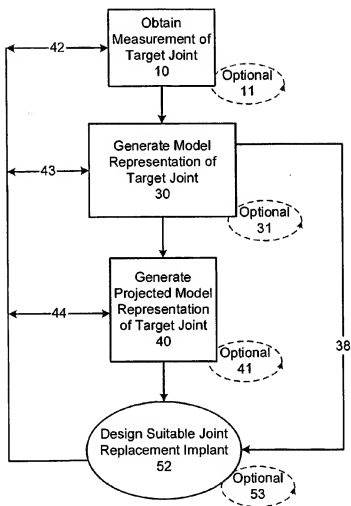 Obtain
Measurement of
Target Joint
10
42
Optional
11
Generate Model
Representation of
Target Joint
30
43
Optional
31
Generate
Projected Model
Representation
of Target Joint
40
44
38
Optional
41
Design Suitable Joint
Replacement Implant
52
Optional
53